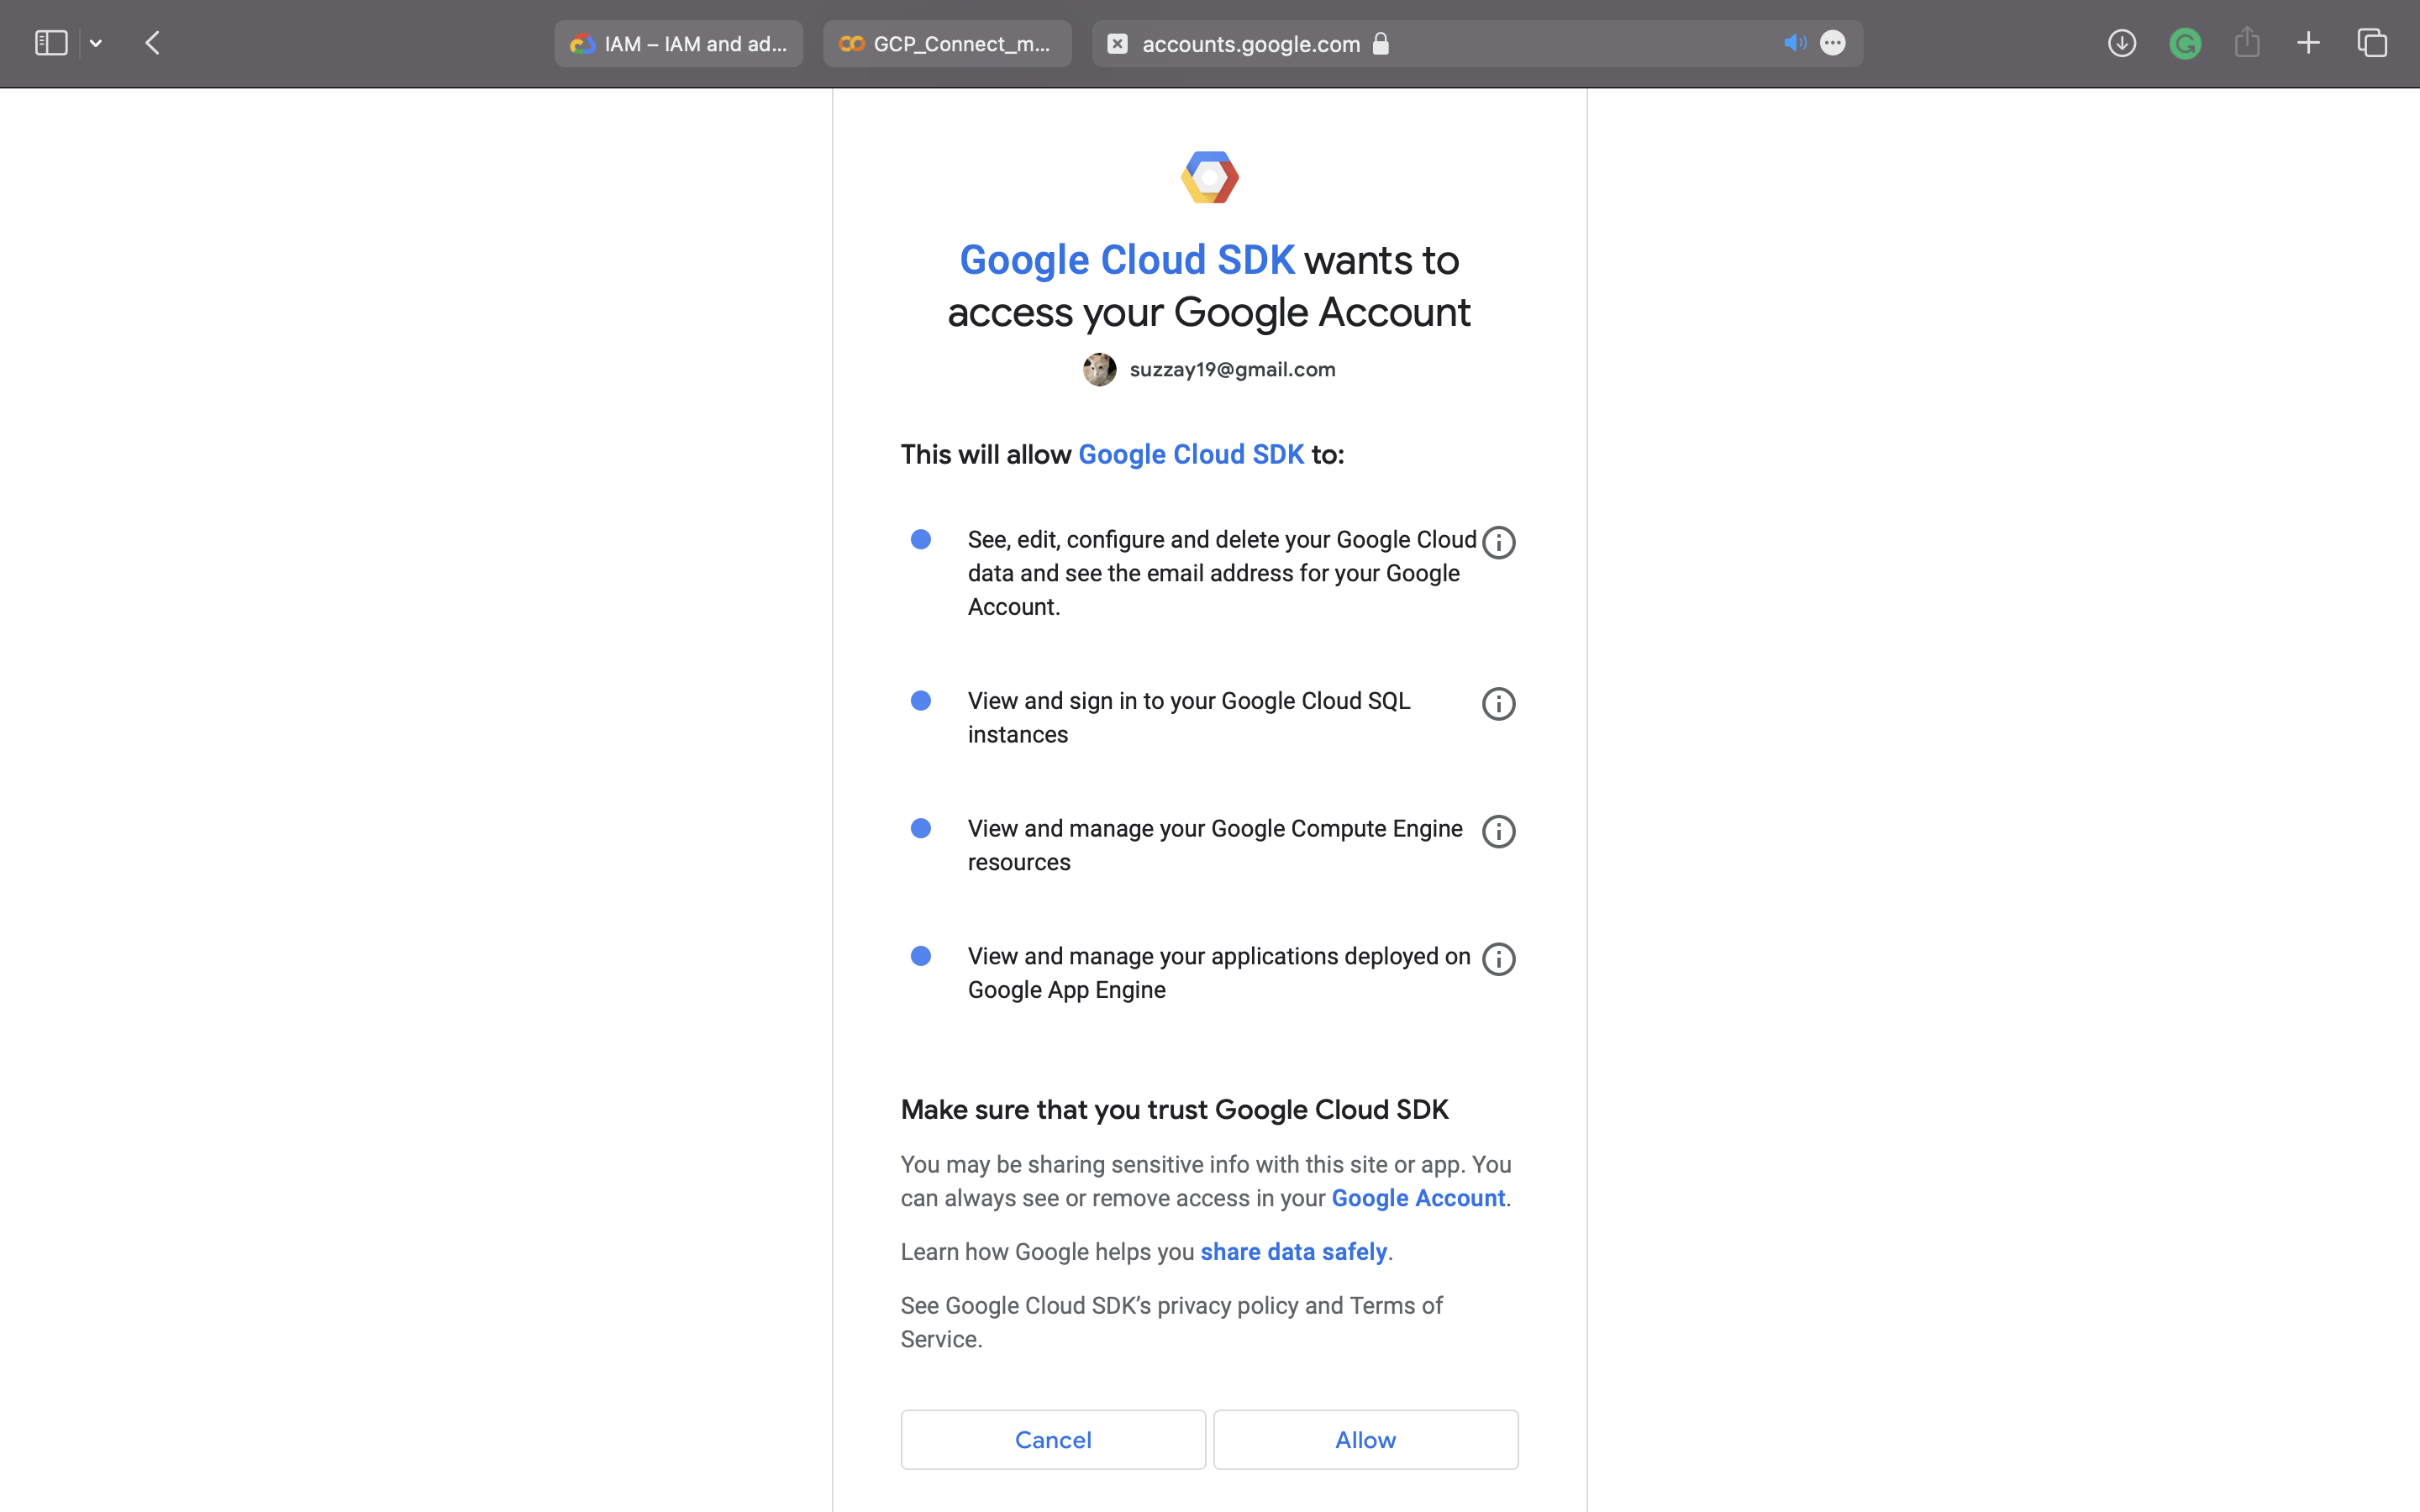 IAM – IAM and ad...
GCP_Connect_m...
accounts.google.com
Google Cloud SDK wants to
access your Google Account
suzzay19@gmail.com
This will allow Google Cloud SDK to:
See, edit, configure and delete your Google Cloud
data and see the email address for your Google
Account.
View and sign in to your Google Cloud SQL
instances
View and manage your Google Compute Engine
resources
View and manage your applications deployed on
Google App Engine
Make sure that you trust Google Cloud SDK
You may be sharing sensitive info with this site or app. You
can always see or remove access in your Google Account.
Learn how Google helps you share data safely.
See Google Cloud SDK’s privacy policy and Terms of
Service.
Cancel
Allow